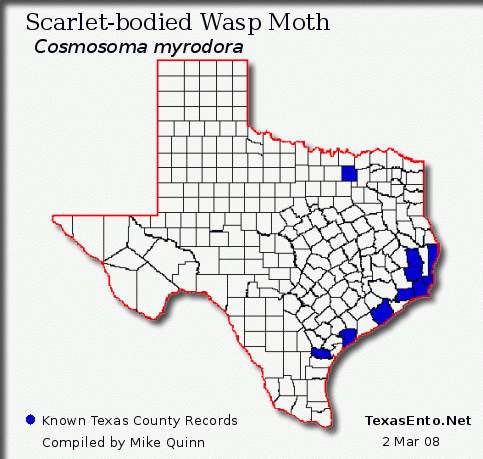 Scarlet-bodied Wasp Moth
Cosmosoma myrodora
Known Texas County Records
Compiled by Mike Quinn
TexasEnto.Net
2 Mar 08